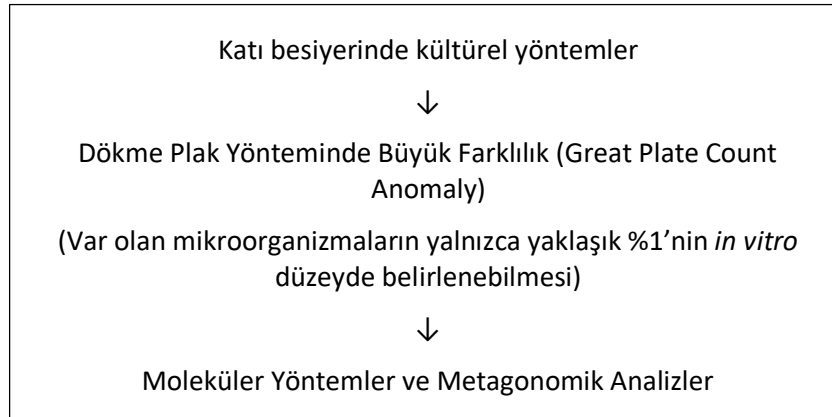 Katı besiyerinde kültürel yöntemler
↓
Dökme Plak Yönteminde Büyük Farklılık (Great Plate Count
Anomaly)
(Var olan mikroorganizmaların yalnızca yaklaşık %1’nin in vitro
düzeyde belirlenebilmesi)
↓
Moleküler Yöntemler ve Metagonomik Analizler